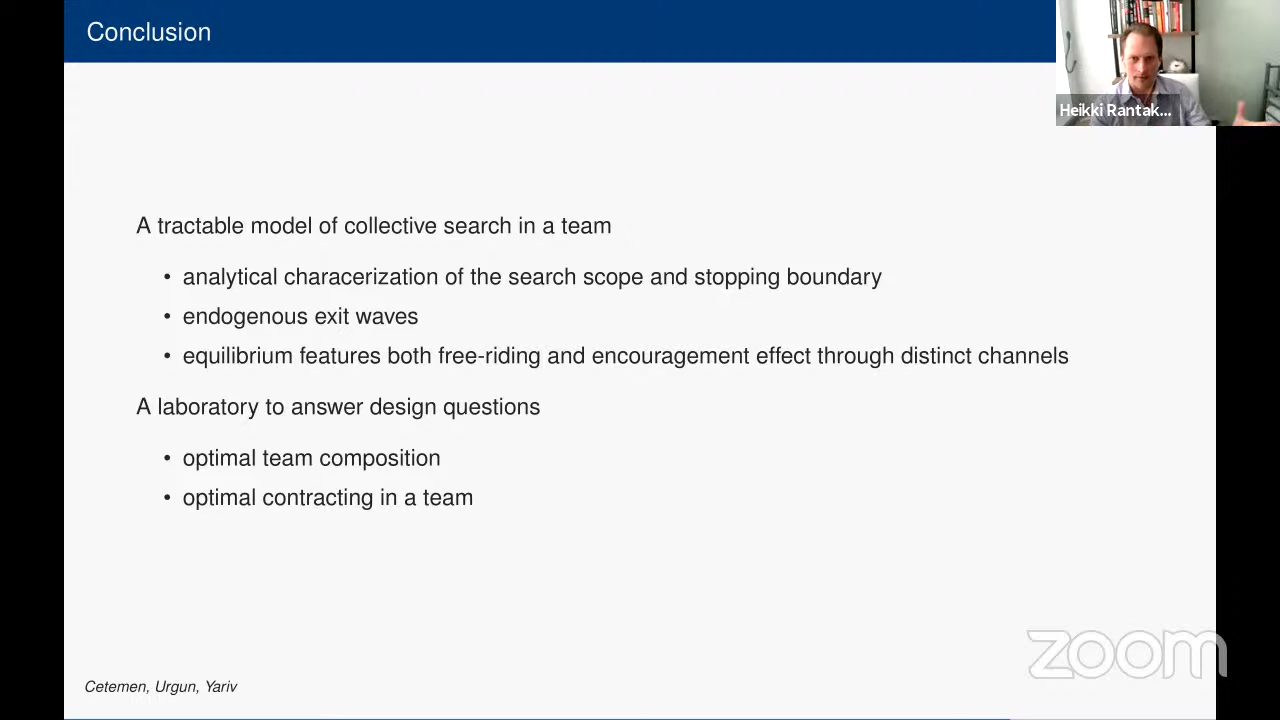 Conclusion
Heikki Rantak...
A tractable model of collective search in a team
• analytical characerization of the search scope and stopping boundary
• endogenous exit waves
• equilibrium features both free-riding and encouragement effect through distinct channels
A laboratory to answer design questions
• optimal team composition
• optimal contracting in a team
zoom
Cetemen, Urgun, Yariv